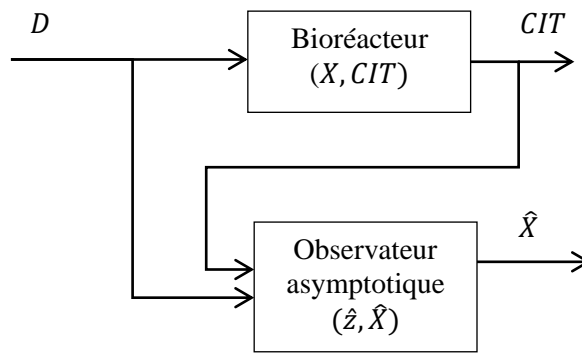 D
Bioréacteur
(X, CIT)
CIT
Observateur
asymptotique
(ẑ, X̂)
X̂